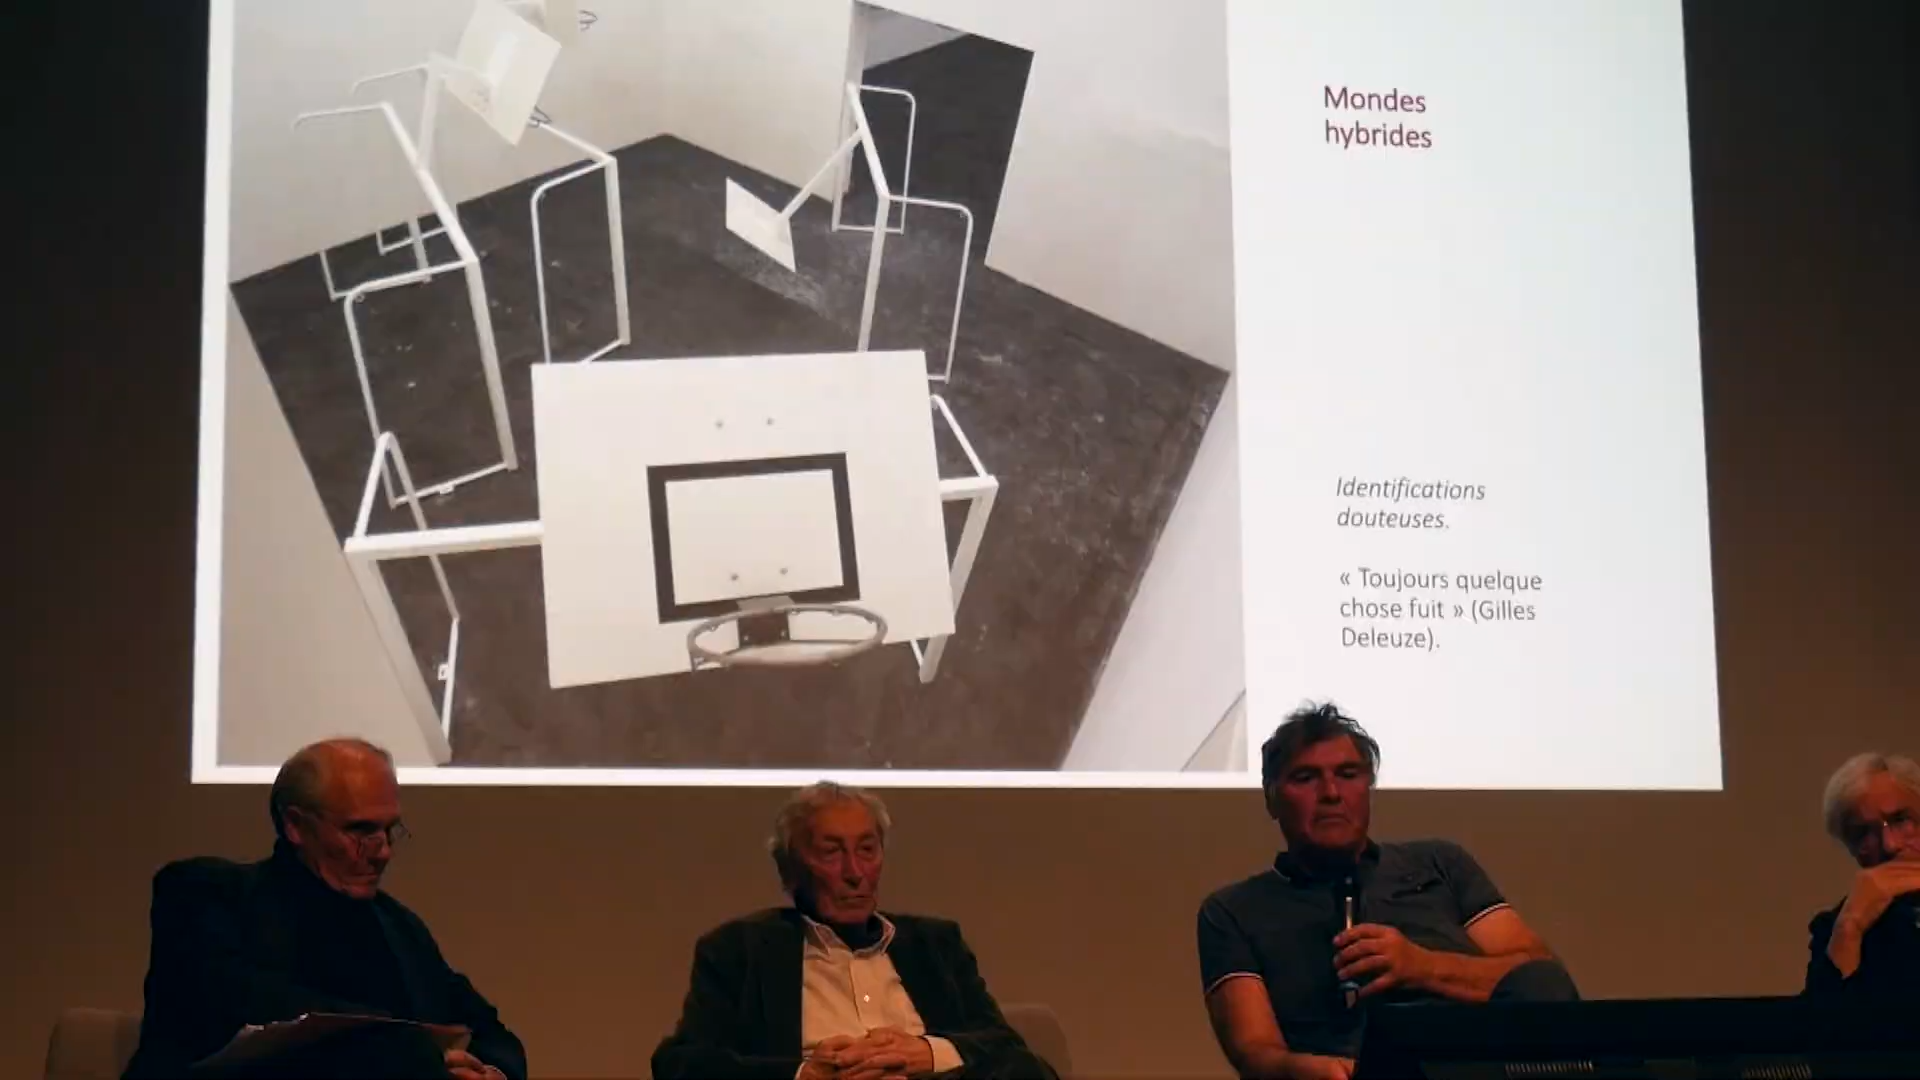 Mondes
hybrides
Identifications
douteuses.
« Toujours quelque
chose fuit » (Gilles
Deleuze).